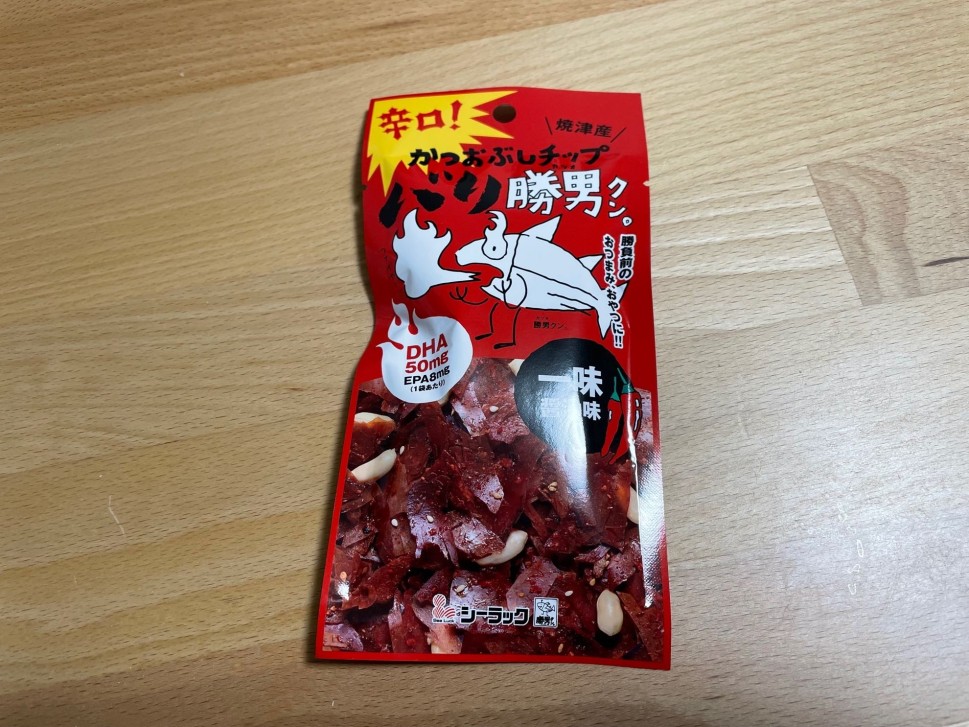 辛口!
\焼津産/
かつおぶしチップ
バリ勝男クン。
勝負前の
おつまみ、おやつに!!
勝男クン。
DHA
50mg
EPA8mg
(1袋あたり)
一味
味
シーラック